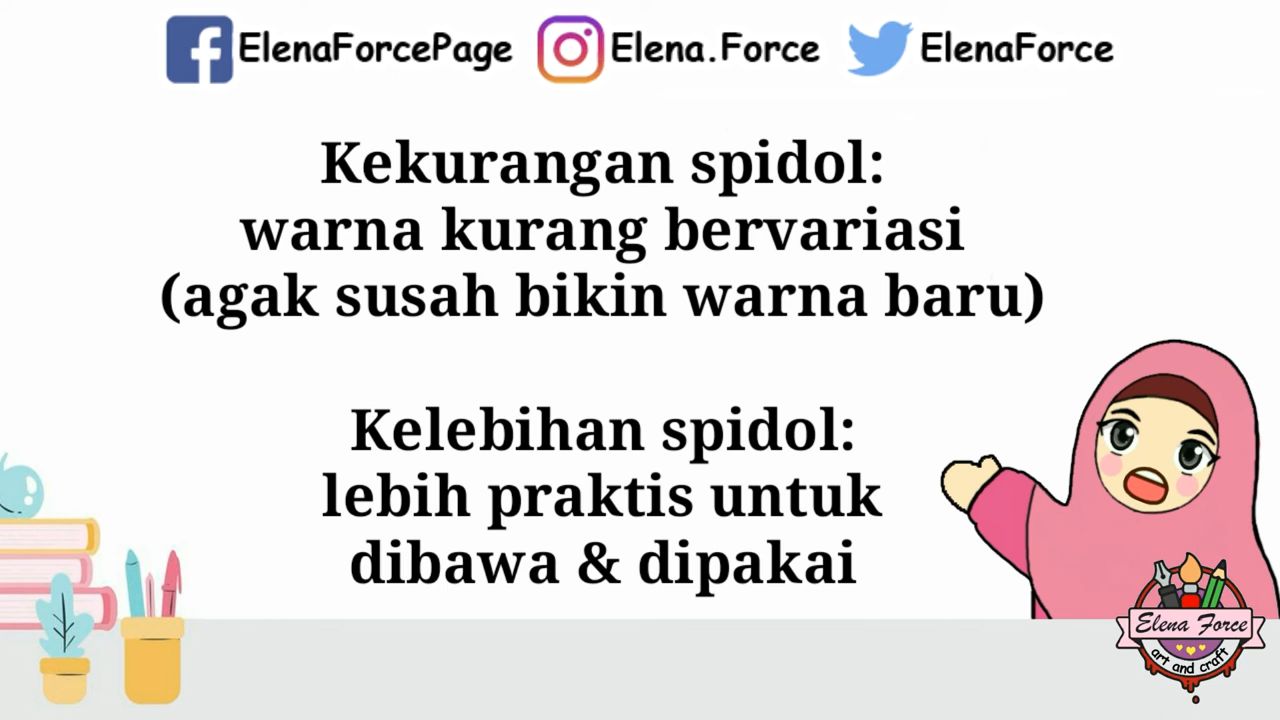 ElenaForcePage Elena.Force ElenaForce
Kekurangan spidol:
warna kurang bervariasi
(agak susah bikin warna baru)
Kelebihan spidol:
lebih praktis untuk
dibawa & dipakai
Elena Force
art and craft